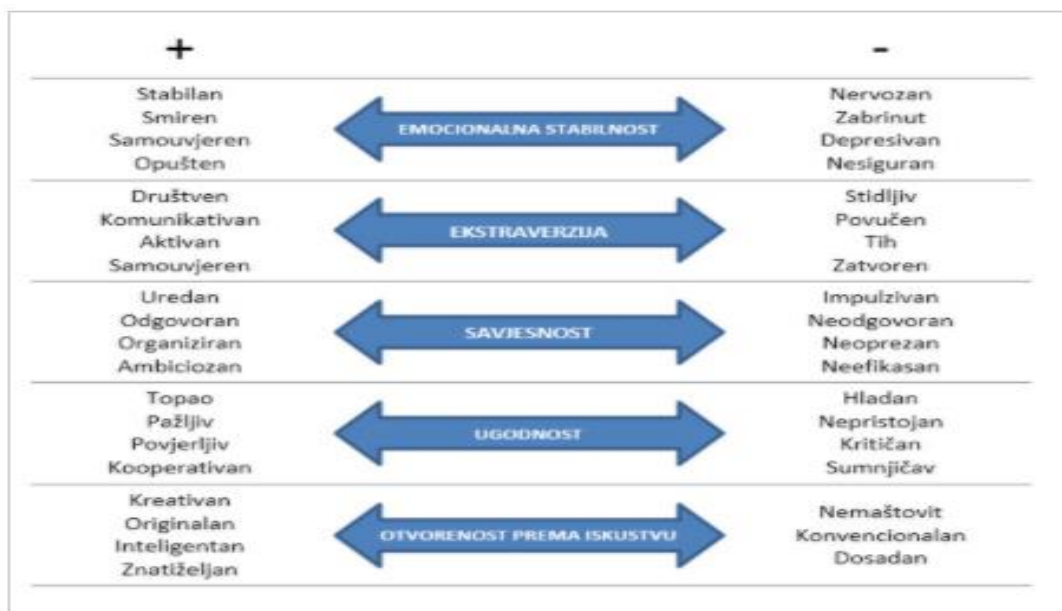 + -
Stabilan
Smiren
Samouvjeren
Opušten
EMOCIONALNA STABILNOST
Nervozan
Zabrinut
Depresivan
Nesiguran
Društven
Komunikativan
Aktivan
Samouvjeren
EKSTRAVERZIJA
Stidljiv
Povučen
Tih
Zatvoren
Uredan
Odgovoran
Organiziran
Ambiciozan
SAVJESNOST
Impulzivan
Neodgovoran
Neoprezan
Neefikasan
Topao
Pažljiv
Povjerljiv
Kooperativan
UGODNOST
Hladan
Nepristojan
Kritičan
Sumnjičav
Kreativan
Originalan
Inteligentan
Znatiželjan
OTVORENOST PREMA ISKUSTVU
Nemaštovit
Konvencionalan
Dosadan